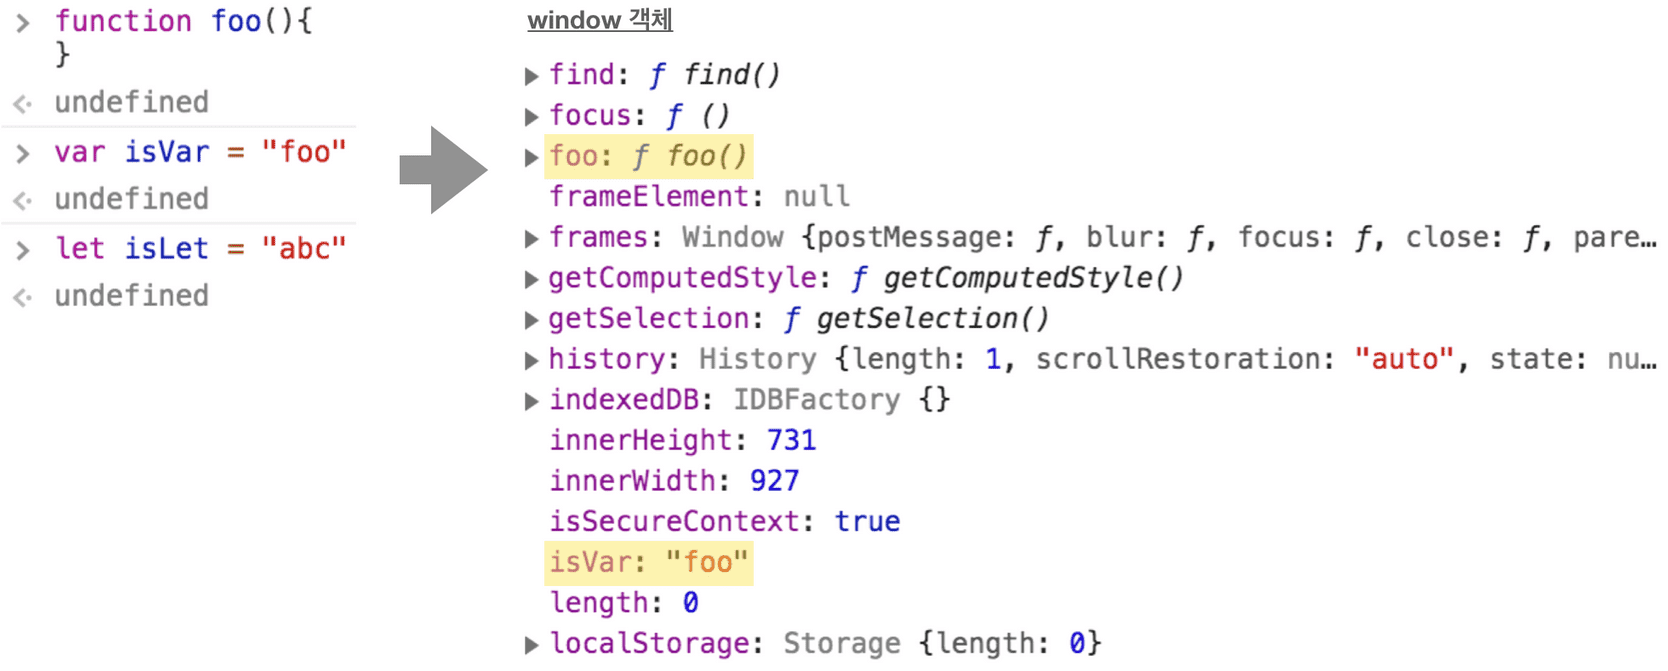 > function foo(){
}
<· undefined
> var isVar = "foo"
<· undefined
> let isLet = "abc"
<· undefined
window 객체
▶ find: ƒ find()
▶ focus: ƒ ()
▶ foo: ƒ foo()
frameElement: null
▶ frames: Window {postMessage: ƒ, blur: ƒ, focus: ƒ, close: ƒ, pare…
▶ getComputedStyle: ƒ getComputedStyle()
▶ getSelection: ƒ getSelection()
▶ history: History {length: 1, scrollRestoration: "auto", state: nu…
▶ indexedDB: IDBFactory {}
innerHeight: 731
innerWidth: 927
isSecureContext: true
isVar: "foo"
length: 0
▶ localStorage: Storage {length: 0}